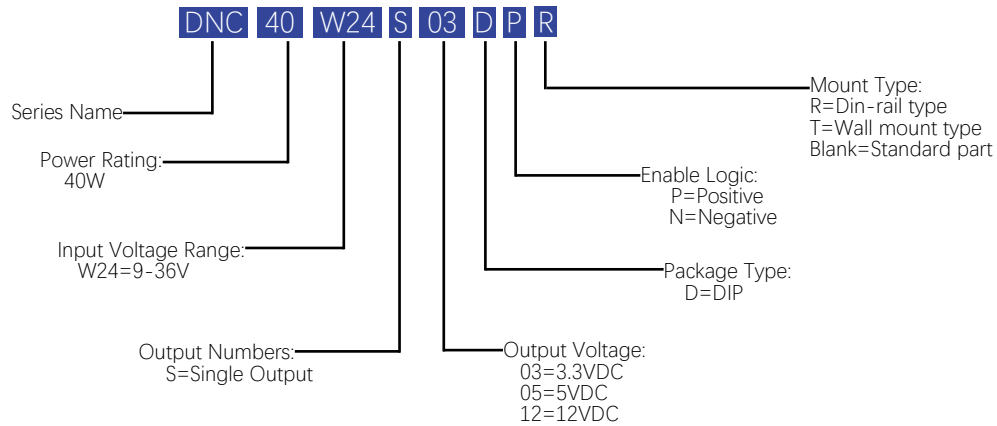 DNC 40 W24 S 03 D P R
Mount Type:
R=Din-rail type
T=Wall mount type
Blank=Standard part
Series Name
Power Rating:
40W
Enable Logic:
P=Positive
N=Negative
Input Voltage Range:
W24=9-36V
Package Type:
D=DIP
Output Numbers:
S=Single Output
Output Voltage:
03=3.3VDC
05=5VDC
12=12VDC